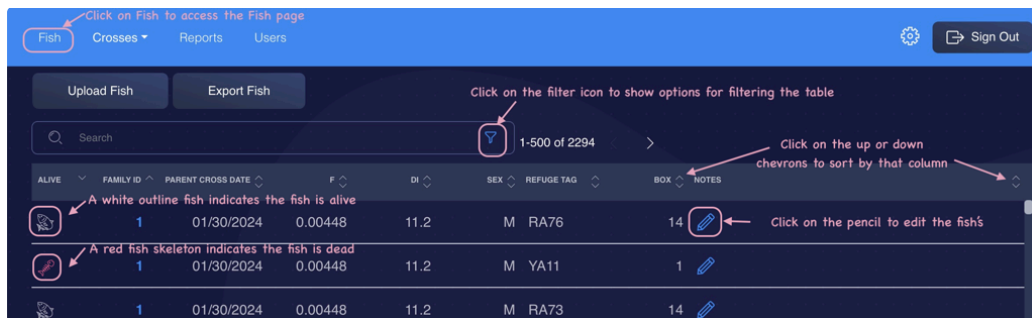 Click on Fish to access the Fish page
Fish Crosses Reports Users Sign Out
Upload Fish Export Fish
Click on the filter icon to show options for filtering the table
Search
1-500 of 2294
Click on the up or down
chevrons to sort by that column
ALIVE FAMILY ID PARENT CROSS DATE F DI SEX REFUGE TAG BOX NOTES
A white outline fish indicates the fish is alive
1 01/30/2024 0.00448 11.2 M RA76 14
Click on the pencil to edit the fish's
A red fish skeleton indicates the fish is dead
1 01/30/2024 0.00448 11.2 M YA11 1
1 01/30/2024 0.00448 11.2 M RA73 14